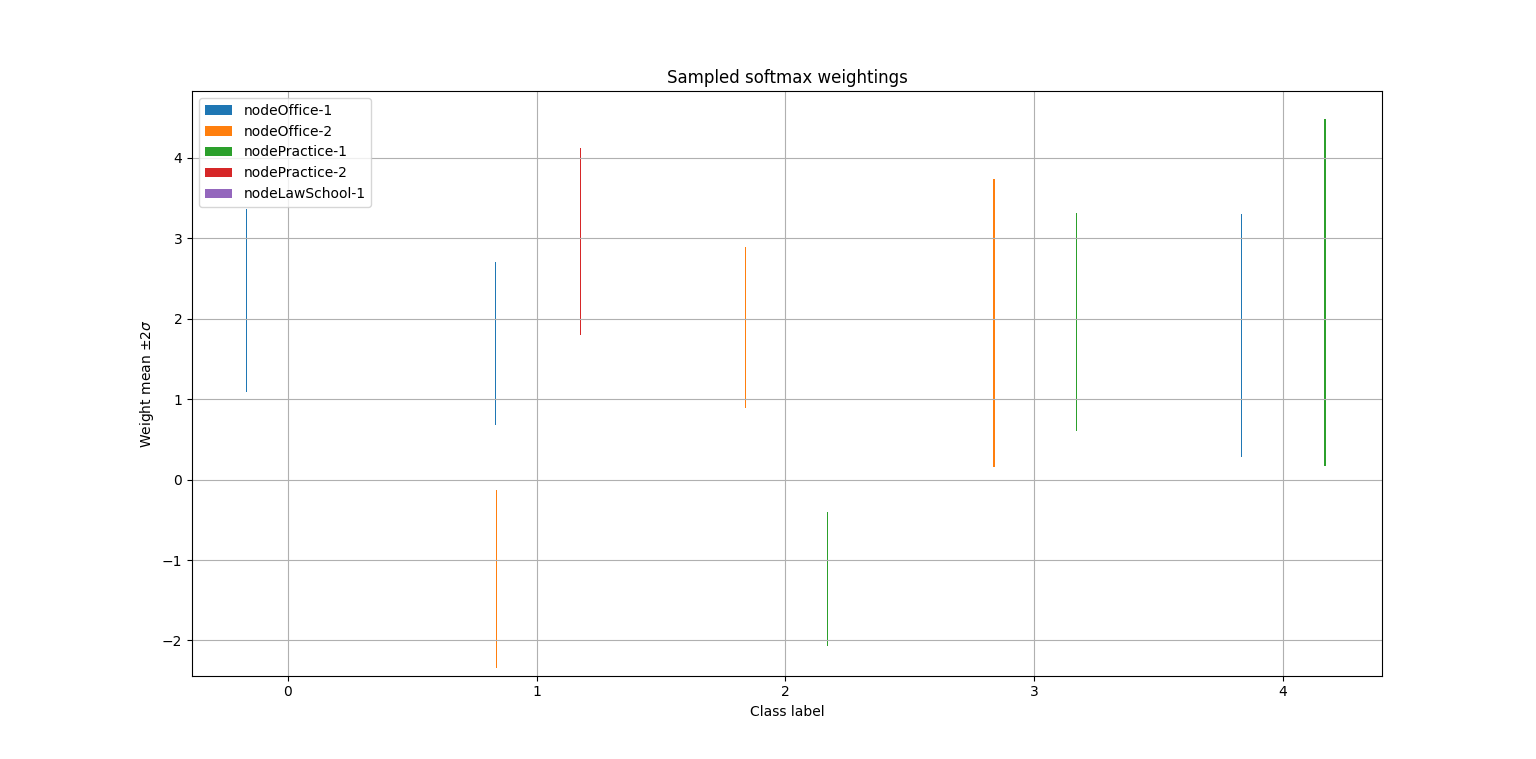 Sampled softmax weightings
nodeOffice-1
nodeOffice-2
nodePractice-1
nodePractice-2
nodeLawSchool-1
4
3
2
1
0
−1
−2
Weight mean ±2σ
0 1 2 3 4
Class label